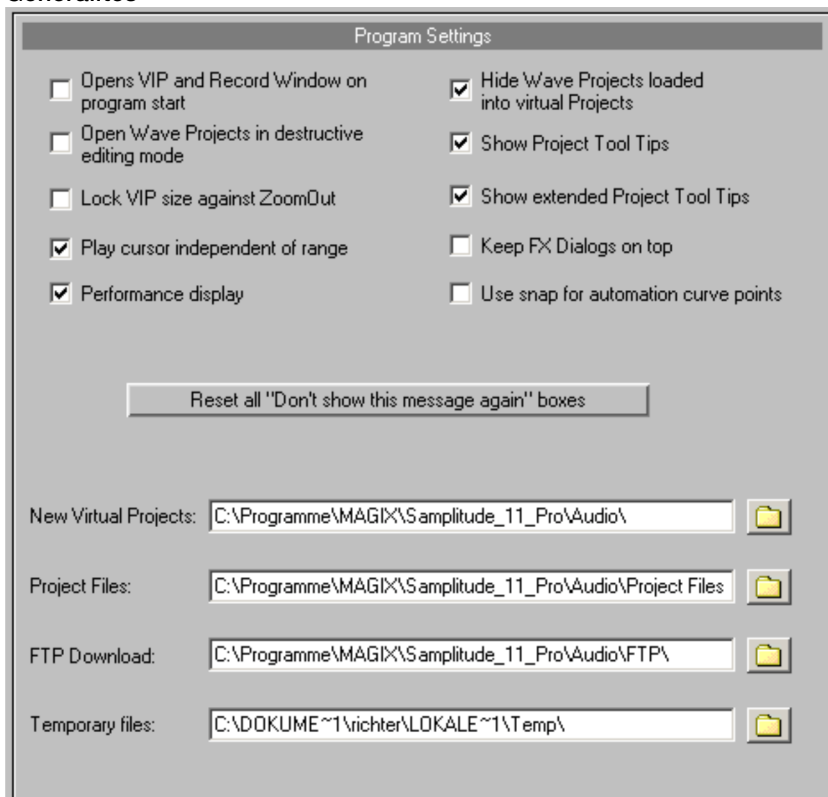 Généralités
Program Settings
Opens VIP and Record Window on
program start
Open Wave Projects in destructive
editing mode
Lock VIP size against ZoomOut
Play cursor independent of range
Performance display
Hide Wave Projects loaded
into virtual Projects
Show Project Tool Tips
Show extended Project Tool Tips
Keep FX Dialogs on top
Use snap for automation curve points
Reset all "Don't show this message again" boxes
New Virtual Projects: C:\Programme\MAGIX\Samplitude_11_Pro\Audio\
Project Files: C:\Programme\MAGIX\Samplitude_11_Pro\Audio\Project Files
FTP Download: C:\Programme\MAGIX\Samplitude_11_Pro\Audio\FTP\
Temporary files: C:\DOKUME~1\richter\LOKALE~1\Temp\